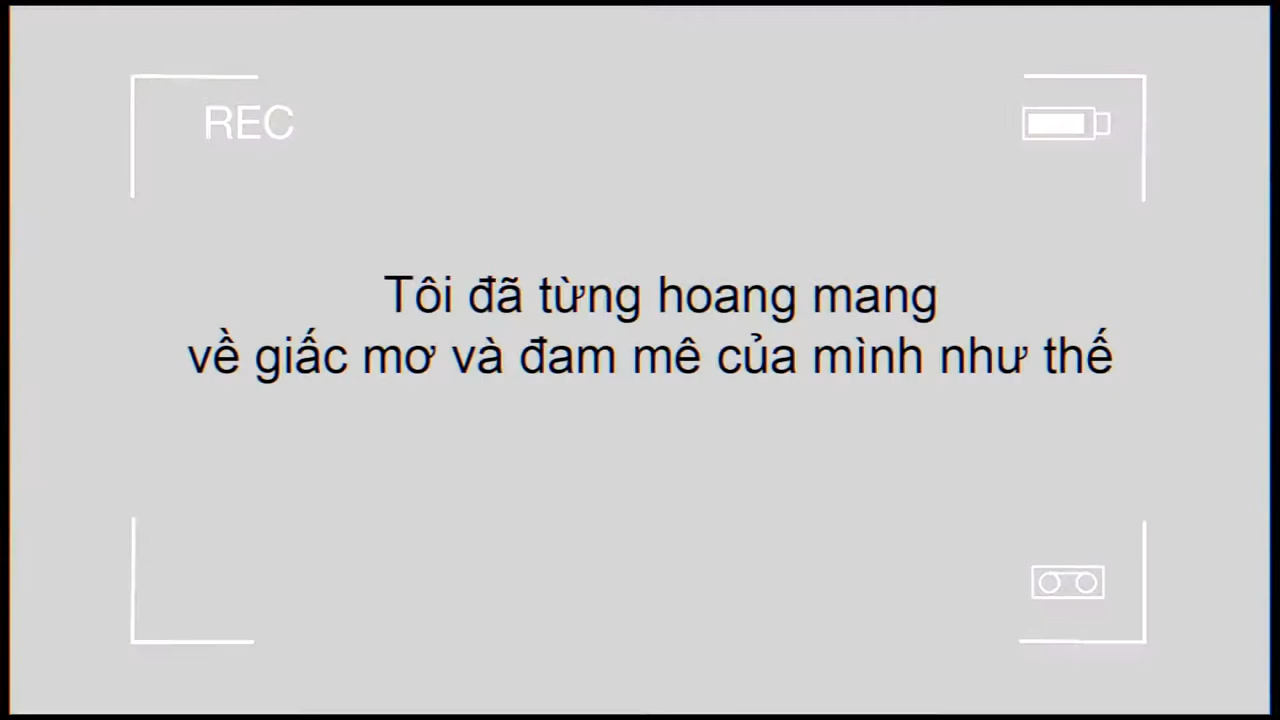 REC
Tôi đã từng hoang mang
về giấc mơ và đam mê của mình như thế